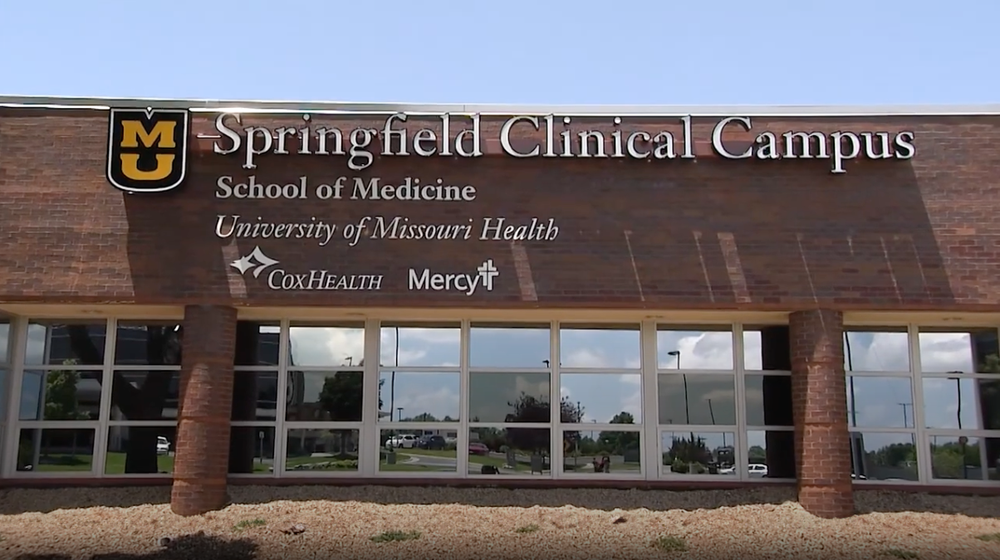 MU
Springfield Clinical Campus
School of Medicine
University of Missouri Health
COXHEALTH Mercy